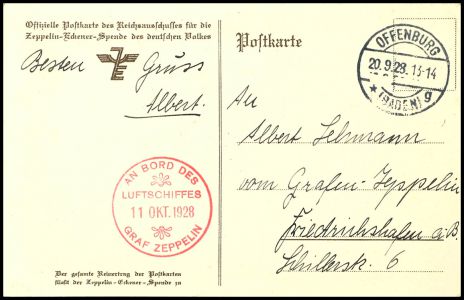 Offizielle Postkarte des Reichsausschusses für die
Zeppelin-Eckener-Spende des deutschen Volkes
Besten Gruss
Albert.
AN BORD DES
LUFTSCHIFFES
11 OKT. 1928
GRAF ZEPPELIN
Der gesamte Reinertrag der Postkarten
fließt der Zeppelin-Eckener-Spende zu
Postkarte
OFFENBURG
20.9.28. 13-14
* (BADEN) g
An
Albert Lehmann
vom Grafen-Zeppelin
Friedrichshafen a/B.
Schillerstr. 6